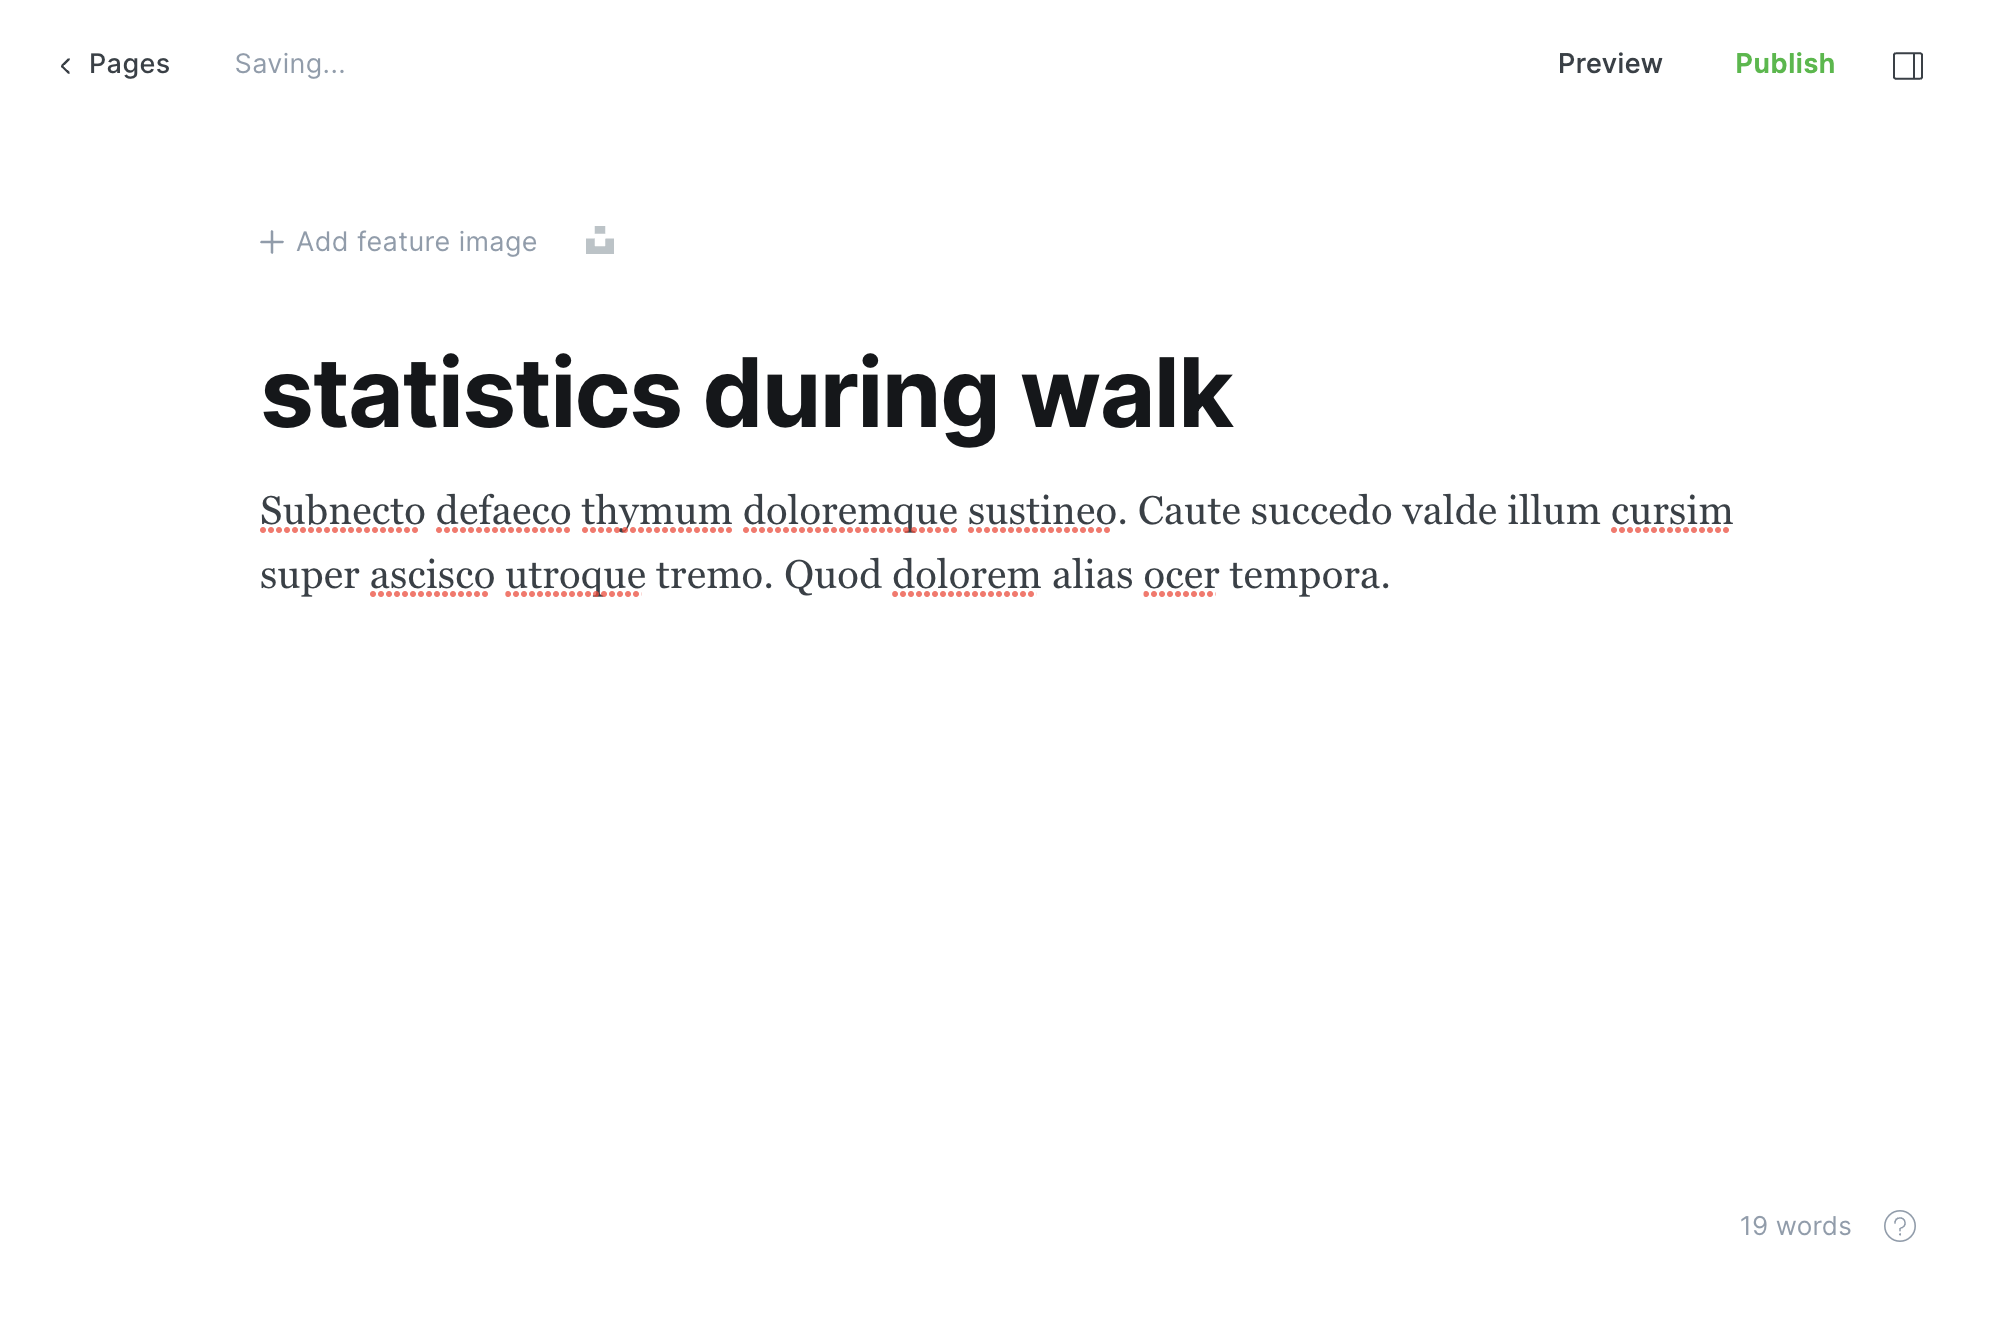 Pages
Saving...
Preview
Publish
Add feature image
statistics during walk
Subnecto defaeco thymum doloremque sustineo. Caute succedo valde illum cursim
super ascisco utroque tremo. Quod dolorem alias ocer tempora.
19 words
?